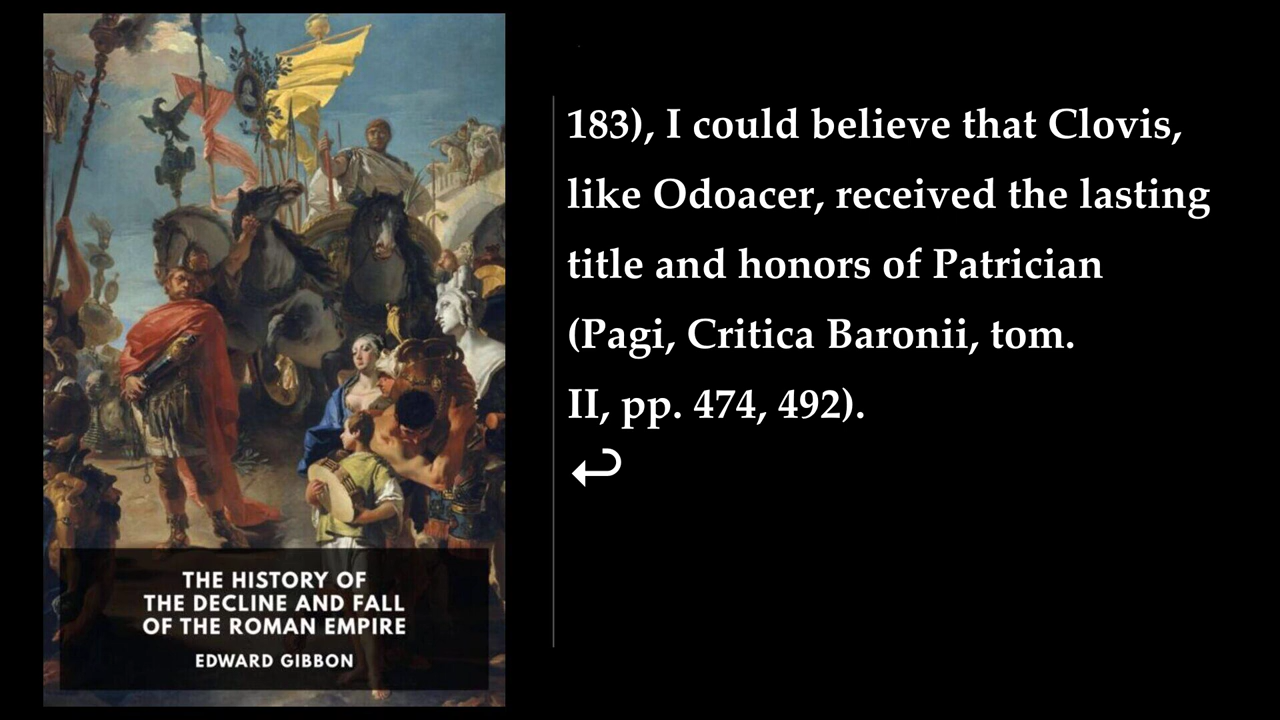 THE HISTORY OF
THE DECLINE AND FALL
OF THE ROMAN EMPIRE
EDWARD GIBBON
183), I could believe that Clovis,
like Odoacer, received the lasting
title and honors of Patrician
(Pagi, Critica Baronii, tom.
II, pp. 474, 492).
↩